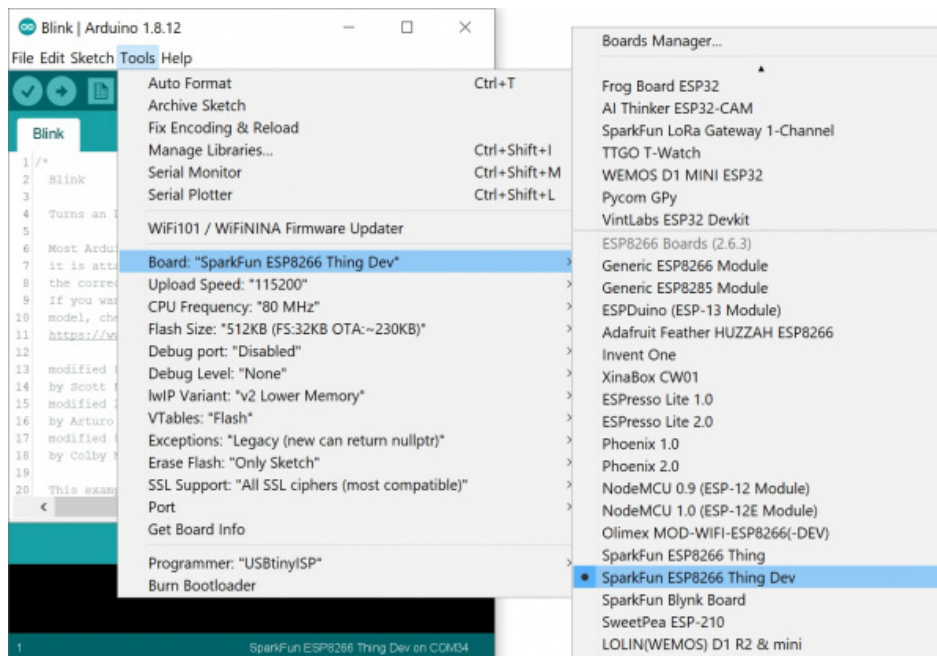 Blink | Arduino 1.8.12
File Edit Sketch Tools Help
Blink
1 /*
2 Blink
3
4 Turns an
5
6 Most Ardui
7 it is atta
8 the correc
9 If you wan
10 model, che
11 https://ww
12
13 modified
14 by Scott
15 modified
16 by Arturo
17 modified
18 by Colby
19
20 This exam
Auto Format Ctrl+T
Archive Sketch
Fix Encoding & Reload
Manage Libraries... Ctrl+Shift+I
Serial Monitor Ctrl+Shift+M
Serial Plotter Ctrl+Shift+L
WiFi101 / WiFiNINA Firmware Updater
Board: "SparkFun ESP8266 Thing Dev"
Upload Speed: "115200"
CPU Frequency: "80 MHz"
Flash Size: "512KB (FS:32KB OTA:~230KB)"
Debug port: "Disabled"
Debug Level: "None"
lwIP Variant: "v2 Lower Memory"
VTables: "Flash"
Exceptions: "Legacy (new can return nullptr)"
Erase Flash: "Only Sketch"
SSL Support: "All SSL ciphers (most compatible)"
Port
Get Board Info
Programmer: "USBtinyISP"
Burn Bootloader
Boards Manager...
Frog Board ESP32
AI Thinker ESP32-CAM
SparkFun LoRa Gateway 1-Channel
TTGO T-Watch
WEMOS D1 MINI ESP32
Pycom GPy
VintLabs ESP32 Devkit
ESP8266 Boards (2.6.3)
Generic ESP8266 Module
Generic ESP8285 Module
ESPDuino (ESP-13 Module)
Adafruit Feather HUZZAH ESP8266
Invent One
XinaBox CW01
ESPresso Lite 1.0
ESPresso Lite 2.0
Phoenix 1.0
Phoenix 2.0
NodeMCU 0.9 (ESP-12 Module)
NodeMCU 1.0 (ESP-12E Module)
Olimex MOD-WIFI-ESP8266(-DEV)
SparkFun ESP8266 Thing
SparkFun ESP8266 Thing Dev
SparkFun Blynk Board
SweetPea ESP-210
LOLIN(WEMOS) D1 R2 & mini
1 SparkFun ESP8266 Thing Dev on COM34